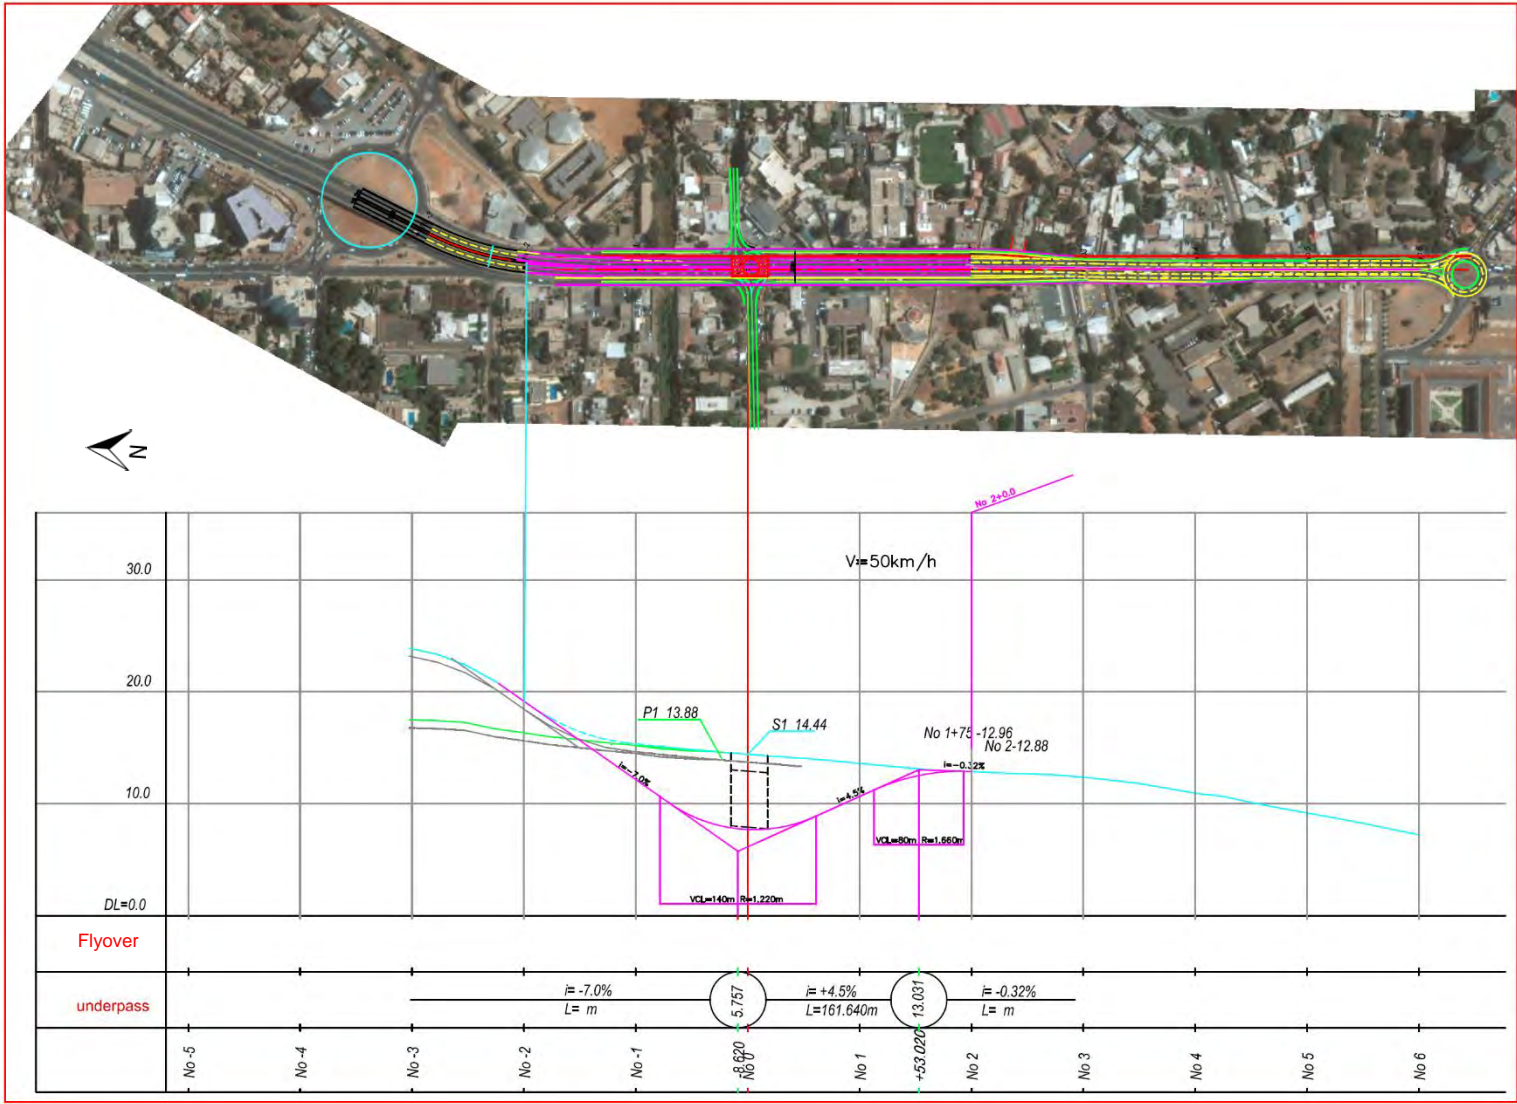 N
No 2+0.0
V=50km/h
30.0
20.0
P1 13.88
S1 14.44
No 1+75 -12.96
No 2-12.88
i=-0.32%
i=-7.0%
i=4.5%
10.0
VCL=80m R=1,660m
VCL=140m R=1,220m
DL=0.0
Flyover
underpass
i= -7.0%
L= m
5.757
i= +4.5%
L=161.640m
13.031
i= -0.32%
L= m
No -5
No -4
No -3
No -2
No -1
-8.620
No 0
No 1
+53.020
No 2
No 3
No 4
No 5
No 6